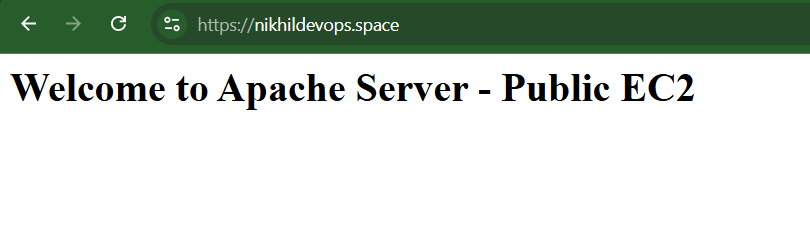 https://nikhildevops.space
Welcome to Apache Server - Public EC2